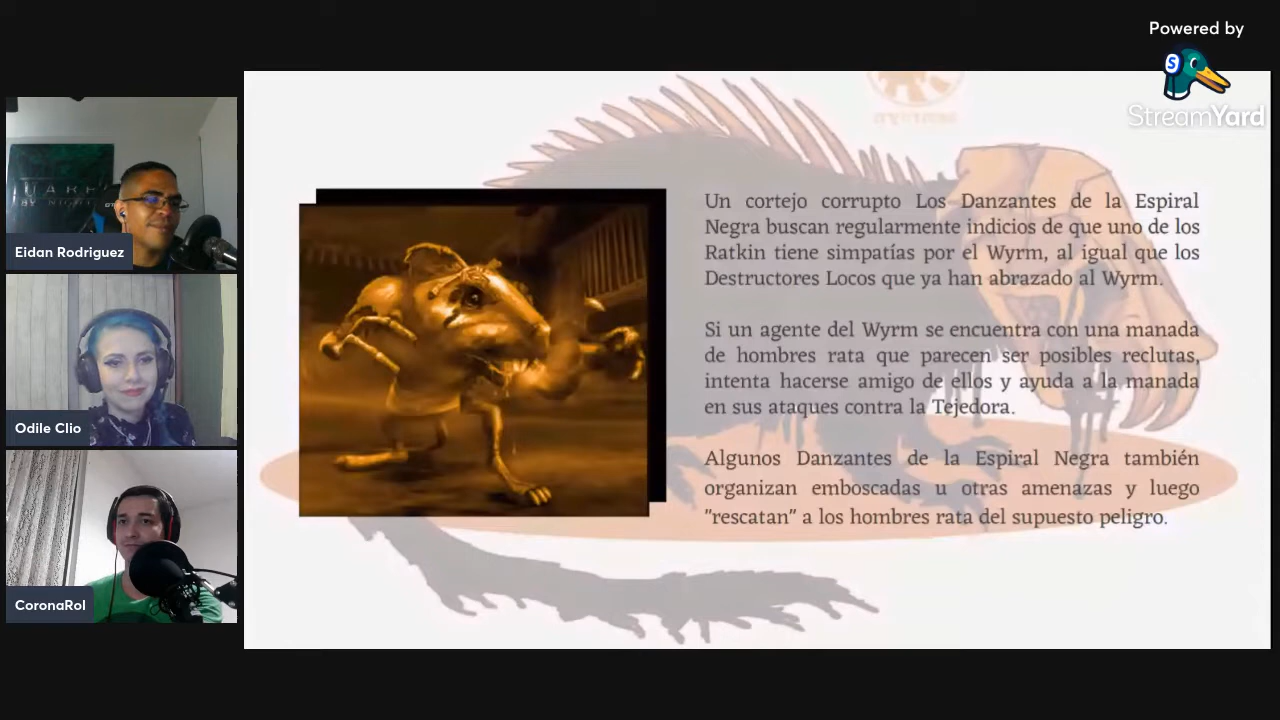 Powered by
StreamYard
DARK
BY NIGHT
Eidan Rodriguez
Odile Clio
CoronaRol
Un cortejo corrupto Los Danzantes de la Espiral
Negra buscan regularmente indicios de que uno de los
Ratkin tiene simpatías por el Wyrm, al igual que los
Destructores Locos que ya han abrazado al Wyrm.
Si un agente del Wyrm se encuentra con una manada
de hombres rata que parecen ser posibles reclutas,
intenta hacerse amigo de ellos y ayuda a la manada
en sus ataques contra la Tejedora.
Algunos Danzantes de la Espiral Negra también
organizan emboscadas u otras amenazas y luego
"rescatan" a los hombres rata del supuesto peligro.